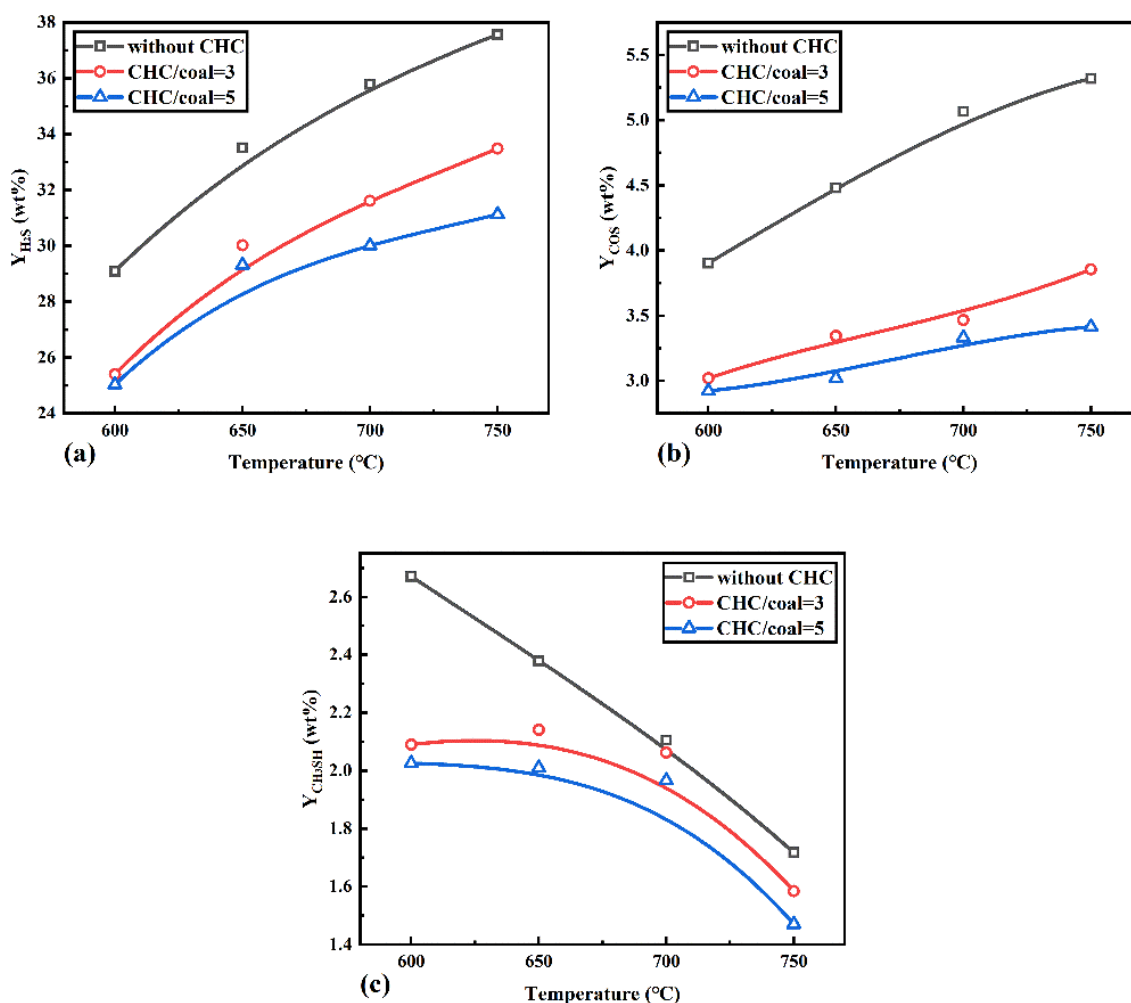 38
36
34
32
30
28
26
24
Y_H₂S (wt%)
without CHC
CHC/coal=3
CHC/coal=5
600
650
700
750
(a)
Temperature (°C)
5.5
5.0
4.5
4.0
3.5
3.0
Y_COS (wt%)
without CHC
CHC/coal=3
CHC/coal=5
600
650
700
750
(b)
Temperature (°C)
2.6
2.4
2.2
2.0
1.8
1.6
1.4
Y_CH₃SH (wt%)
without CHC
CHC/coal=3
CHC/coal=5
600
650
700
750
(c)
Temperature (°C)